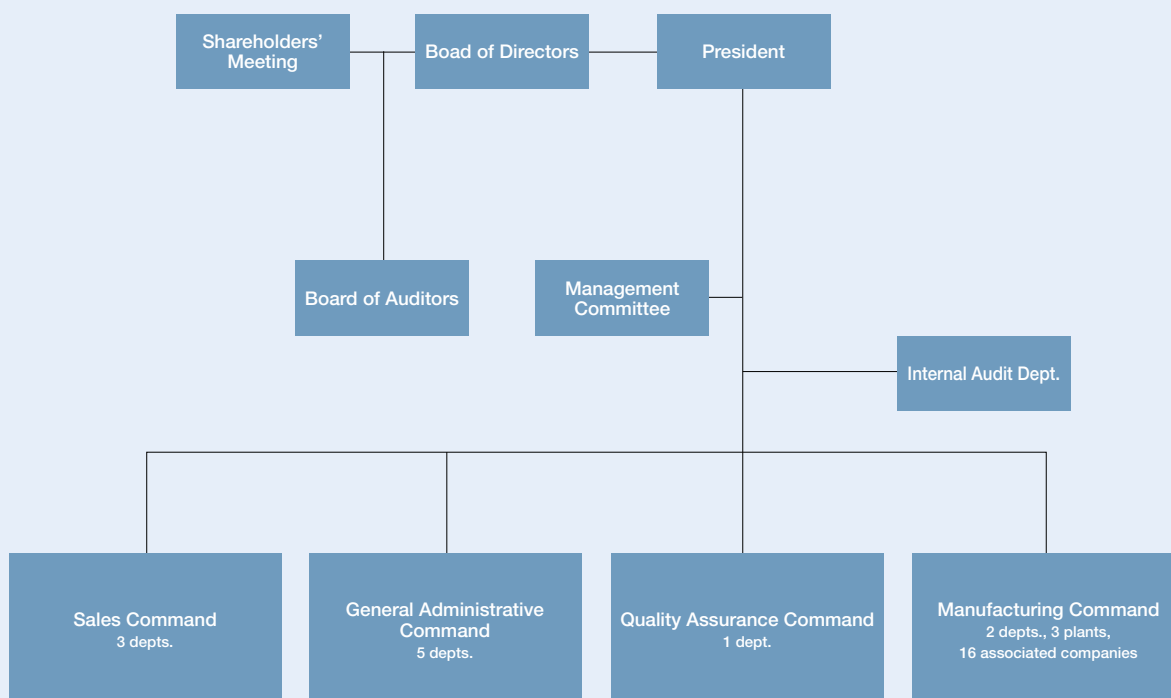 Shareholders'
Meeting
Boad of Directors
President
Board of Auditors
Management
Committee
Internal Audit Dept.
Sales Command
3 depts.
General Administrative
Command
5 depts.
Quality Assurance Command
1 dept.
Manufacturing Command
2 depts., 3 plants,
16 associated companies